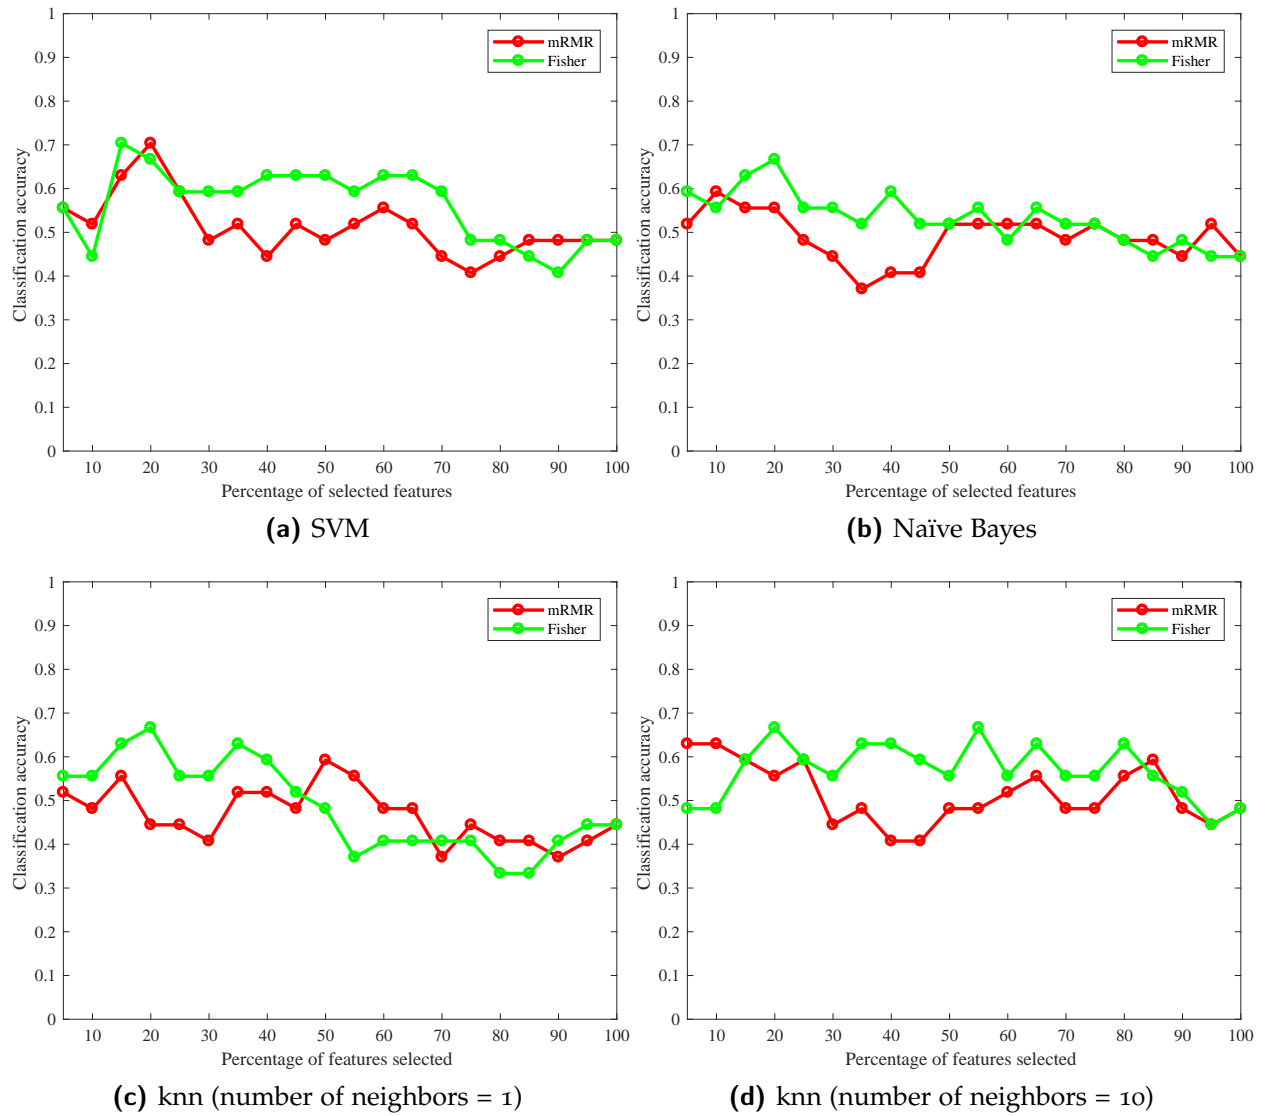 1
0.9
0.8
0.7
0.6
0.5
0.4
0.3
0.2
0.1
0
Classification accuracy
mRMR
Fisher
10 20 30 40 50 60 70 80 90 100
Percentage of selected features
(a) SVM
1
0.9
0.8
0.7
0.6
0.5
0.4
0.3
0.2
0.1
0
Classification accuracy
mRMR
Fisher
10 20 30 40 50 60 70 80 90 100
Percentage of selected features
(b) Naïve Bayes
1
0.9
0.8
0.7
0.6
0.5
0.4
0.3
0.2
0.1
0
Classification accuracy
mRMR
Fisher
10 20 30 40 50 60 70 80 90 100
Percentage of features selected
(c) knn (number of neighbors = 1)
1
0.9
0.8
0.7
0.6
0.5
0.4
0.3
0.2
0.1
0
Classification accuracy
mRMR
Fisher
10 20 30 40 50 60 70 80 90 100
Percentage of features selected
(d) knn (number of neighbors = 10)